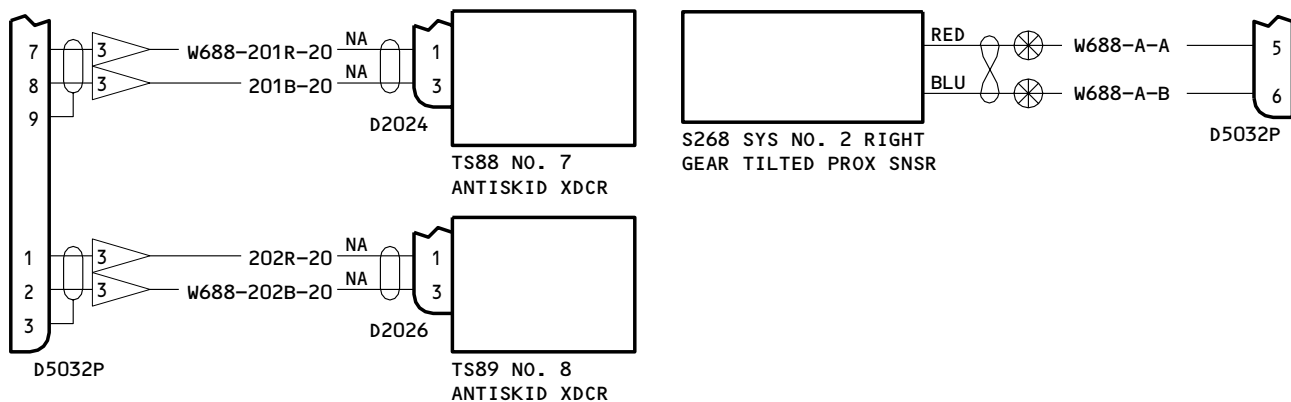 7 3 W688-201R-20 NA 1
8 3 201B-20 NA 3
9
D2024
TS88 NO. 7
ANTISKID XDCR
1 3 202R-20 NA 1
2 3 W688-202B-20 NA 3
3
D2026
D5032P
TS89 NO. 8
ANTISKID XDCR
RED W688-A-A 5
BLU W688-A-B 6
D5032P
S268 SYS NO. 2 RIGHT
GEAR TILTED PROX SNSR